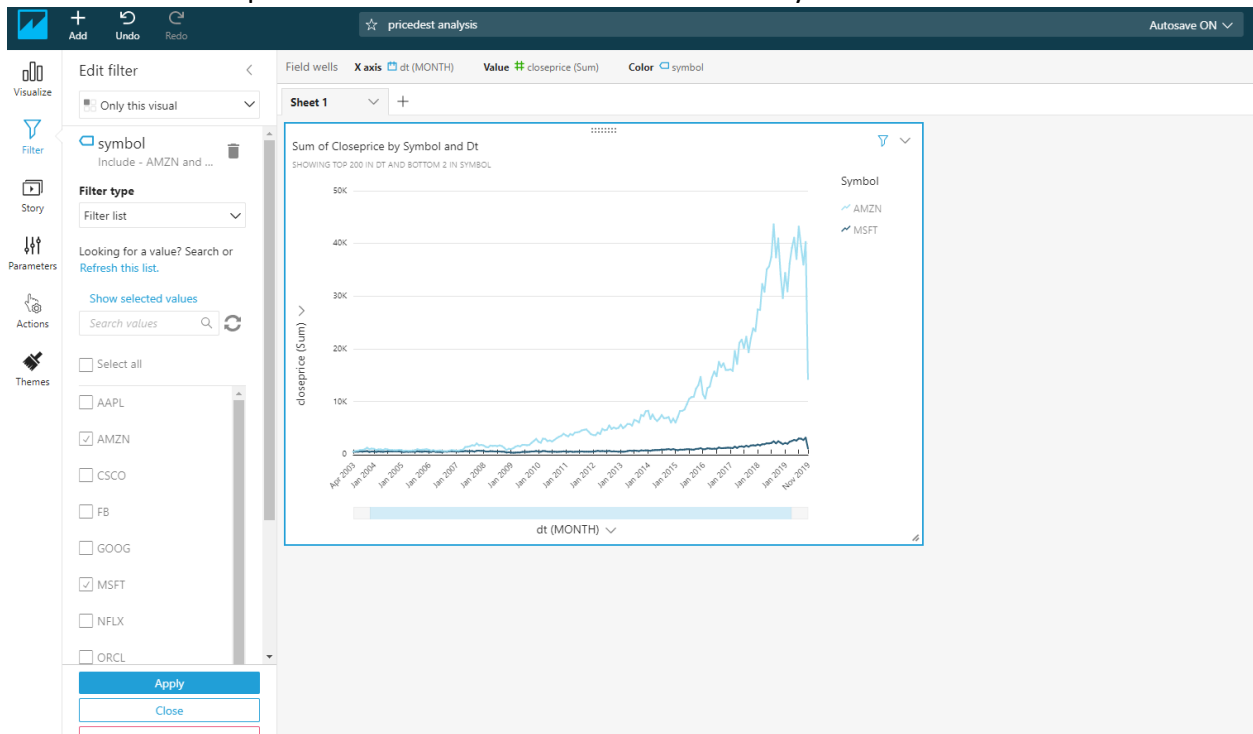 Add Undo Redo
pricedest analysis
Autosave ON
Visualize
Filter
Story
Parameters
Actions
Themes
Edit filter
Only this visual
symbol
Include - AMZN and ...
Filter type
Filter list
Looking for a value? Search or
Refresh this list.
Show selected values
Search values
Select all
AAPL
AMZN
CSCO
FB
GOOG
MSFT
NFLX
ORCL
Apply
Close
Field wells X axis dt (MONTH) Value closeprice (Sum) Color symbol
Sheet 1
Sum of Closeprice by Symbol and Dt
SHOWING TOP 200 IN DT AND BOTTOM 2 IN SYMBOL
closeprice (Sum)
50K
40K
30K
20K
10K
0
Apr 2003
Jan 2004
Jan 2005
Jan 2006
Jan 2007
Jan 2008
Jan 2009
Jan 2010
Jan 2011
Jan 2012
Jan 2013
Jan 2014
Jan 2015
Jan 2016
Jan 2017
Jan 2018
Jan 2019
Nov 2019
dt (MONTH)
Symbol
AMZN
MSFT